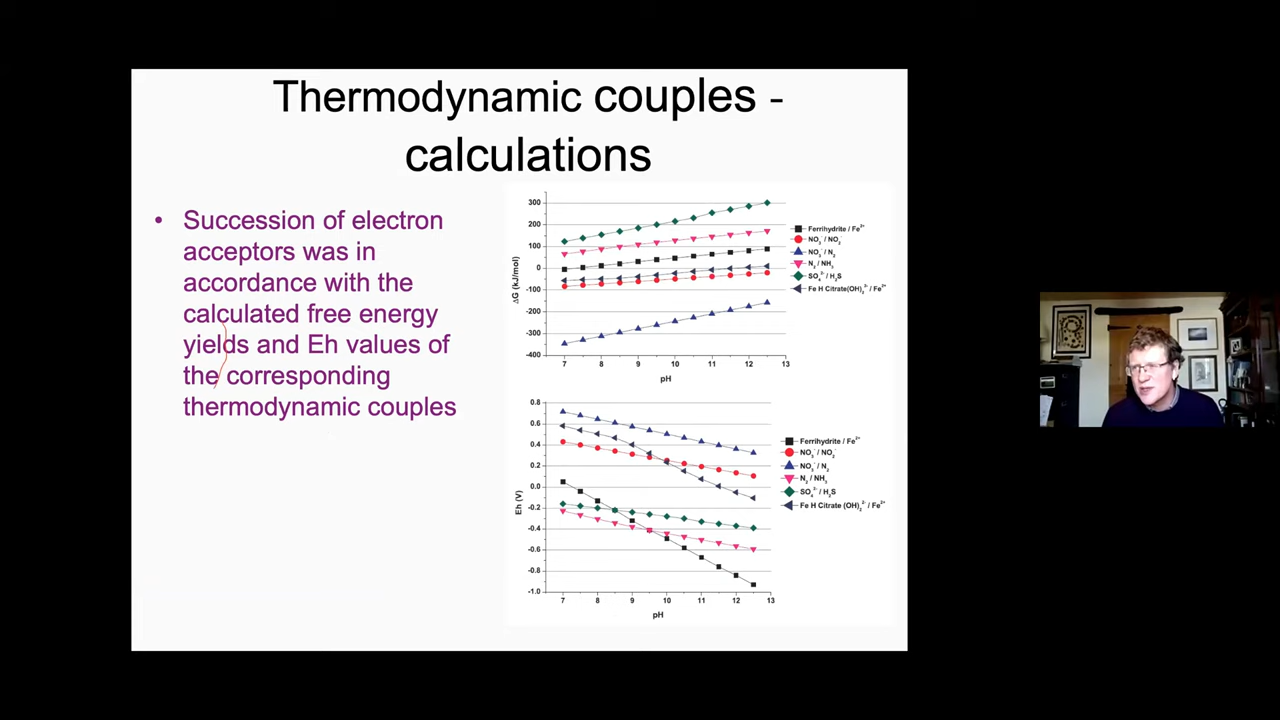 Thermodynamic couples -
calculations
• Succession of electron
acceptors was in
accordance with the
calculated free energy
yields and Eh values of
the corresponding
thermodynamic couples
300
200
100
0
-100
-200
-300
-400
ΔG (kJ/mol)
7 8 9 10 11 12 13
pH
Ferrihydrite / Fe²⁺
NO₃⁻ / NO₂⁻
NO₃⁻ / N₂
N₂ / NH₃
SO₄²⁻ / H₂S
Fe H Citrate(OH)₂²⁻ / Fe²⁺
0.8
0.6
0.4
0.2
0.0
-0.2
-0.4
-0.6
-0.8
-1.0
Eh (V)
7 8 9 10 11 12 13
pH
Ferrihydrite / Fe²⁺
NO₃⁻ / NO₂⁻
NO₃⁻ / N₂
N₂ / NH₃
SO₄²⁻ / H₂S
Fe H Citrate (OH)₂²⁻ / Fe²⁺